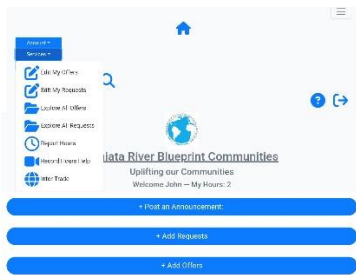 Account
Services
Edit My Offers
Edit My Requests
Explore All Offers
Explore All Requests
Report Hours
Record Hours Help
Inter Trade
niata River Blueprint Communities
Uplifting our Communities
Welcome John — My Hours: 2
+ Post an Announcement:
+ Add Requests
+ Add Offers